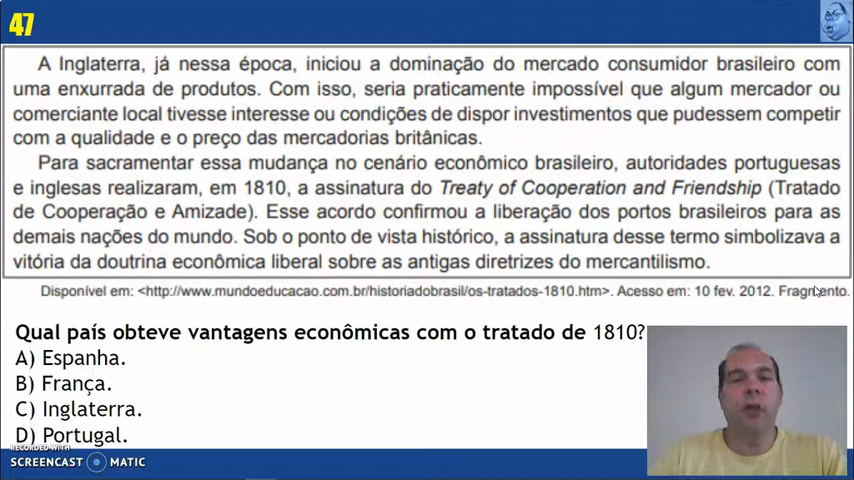 47
A Inglaterra, já nessa época, iniciou a dominação do mercado consumidor brasileiro com
uma enxurrada de produtos. Com isso, seria praticamente impossível que algum mercador ou
comerciante local tivesse interesse ou condições de dispor investimentos que pudessem competir
com a qualidade e o preço das mercadorias britânicas.
Para sacramentar essa mudança no cenário econômico brasileiro, autoridades portuguesas
e inglesas realizaram, em 1810, a assinatura do Treaty of Cooperation and Friendship (Tratado
de Cooperação e Amizade). Esse acordo confirmou a liberação dos portos brasileiros para as
demais nações do mundo. Sob o ponto de vista histórico, a assinatura desse termo simbolizava a
vitória da doutrina econômica liberal sobre as antigas diretrizes do mercantilismo.
Disponível em: <http://www.mundoeducacao.com.br/historiadobrasil/os-tratados-1810.htm>. Acesso em: 10 fev. 2012. Fragmento.
Qual país obteve vantagens econômicas com o tratado de 1810?
A) Espanha.
B) França.
C) Inglaterra.
D) Portugal.
RECORDED WITH
SCREENCAST MATIC